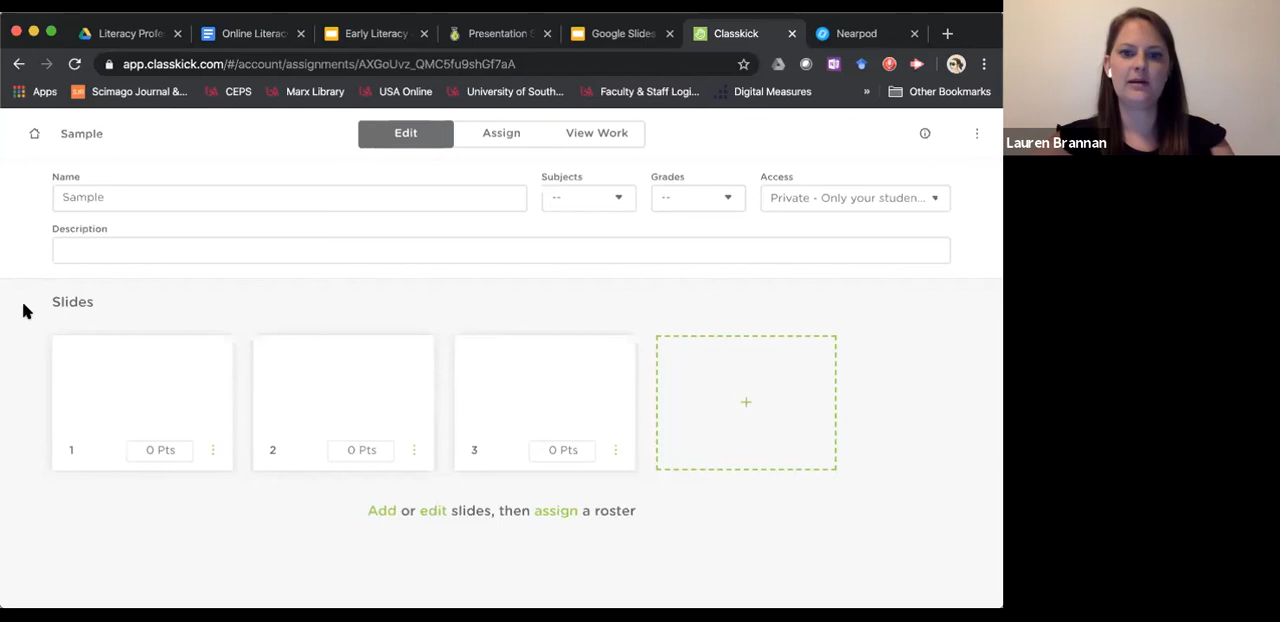 Literacy Profe
Online Literac
Early Literacy
Presentation S
Google Slides
Classkick
Nearpod
app.classkick.com/#/account/assignments/AXGoUvz_QMC5fu9shGf7aA
Apps
Scimago Journal &...
CEPS
Marx Library
USA Online
University of South...
Faculty & Staff Logi...
Digital Measures
»
Other Bookmarks
Lauren Brannan
Sample
Edit
Assign
View Work
Name
Subjects
Grades
Access
Sample
--
--
Private - Only your studen...
Description
Slides
1
0 Pts
2
0 Pts
3
0 Pts
+
Add or edit slides, then assign a roster